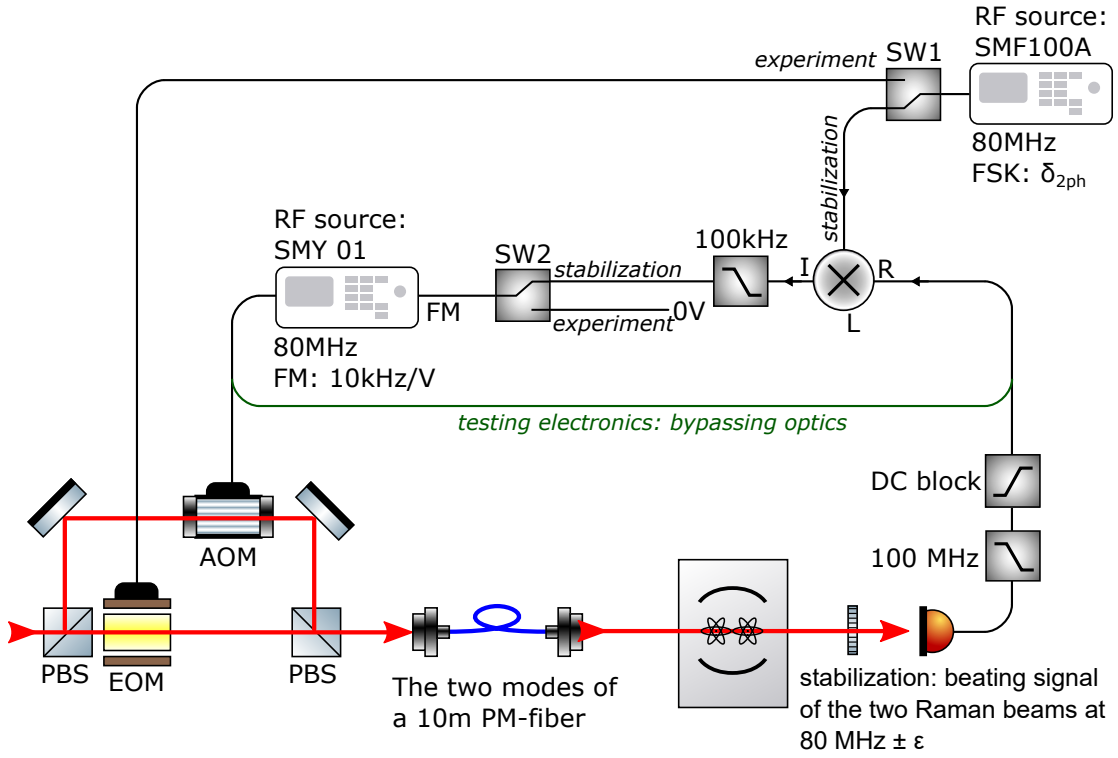 RF source:
SMF100A
SW1
experiment
80MHz
FSK: δ2ph
stabilization
RF source:
SMY 01
SW2
stabilization
100kHz
I
R
L
FM
experiment
0V
80MHz
FM: 10kHz/V
testing electronics: bypassing optics
DC block
100 MHz
AOM
PBS
EOM
PBS
The two modes of
a 10m PM-fiber
stabilization: beating signal
of the two Raman beams at
80 MHz ± ε